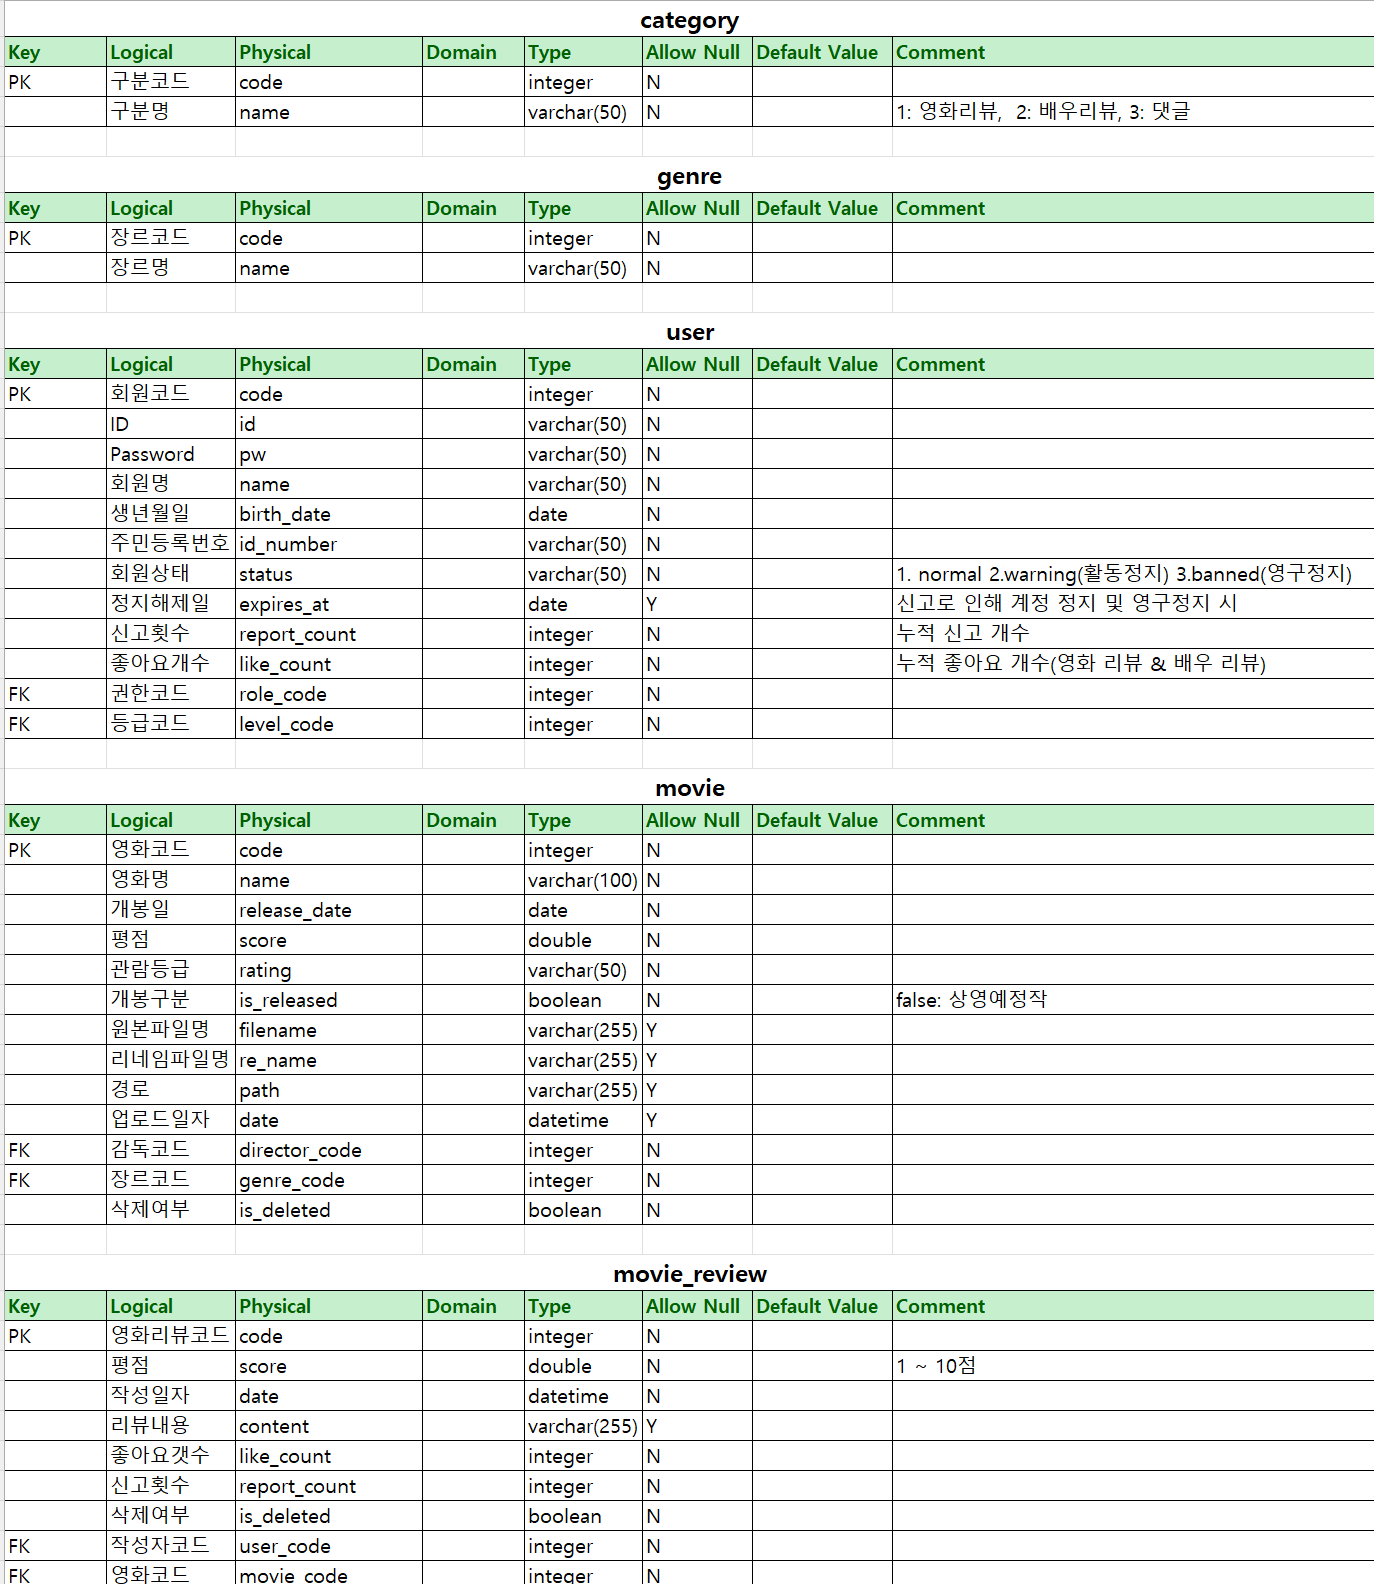 category
Key Logical Physical Domain Type Allow Null Default Value Comment
PK 구분코드 code integer N
구분명 name varchar(50) N 1: 영화리뷰, 2: 배우리뷰, 3: 댓글
genre
Key Logical Physical Domain Type Allow Null Default Value Comment
PK 장르코드 code integer N
장르명 name varchar(50) N
user
Key Logical Physical Domain Type Allow Null Default Value Comment
PK 회원코드 code integer N
ID id varchar(50) N
Password pw varchar(50) N
회원명 name varchar(50) N
생년월일 birth_date date N
주민등록번호 id_number varchar(50) N
회원상태 status varchar(50) N 1. normal 2.warning(활동정지) 3.banned(영구정지)
정지해제일 expires_at date Y 신고로 인해 계정 정지 및 영구정지 시
신고횟수 report_count integer N 누적 신고 개수
좋아요개수 like_count integer N 누적 좋아요 개수(영화 리뷰 & 배우 리뷰)
FK 권한코드 role_code integer N
FK 등급코드 level_code integer N
movie
Key Logical Physical Domain Type Allow Null Default Value Comment
PK 영화코드 code integer N
영화명 name varchar(100) N
개봉일 release_date date N
평점 score double N
관람등급 rating varchar(50) N
개봉구분 is_released boolean N false: 상영예정작
원본파일명 filename varchar(255) Y
리네임파일명 re_name varchar(255) Y
경로 path varchar(255) Y
업로드일자 date datetime Y
FK 감독코드 director_code integer N
FK 장르코드 genre_code integer N
삭제여부 is_deleted boolean N
movie_review
Key Logical Physical Domain Type Allow Null Default Value Comment
PK 영화리뷰코드 code integer N
평점 score double N 1 ~ 10점
작성일자 date datetime N
리뷰내용 content varchar(255) Y
좋아요갯수 like_count integer N
신고횟수 report_count integer N
삭제여부 is_deleted boolean N
FK 작성자코드 user_code integer N
FK 영화코드 movie_code integer N